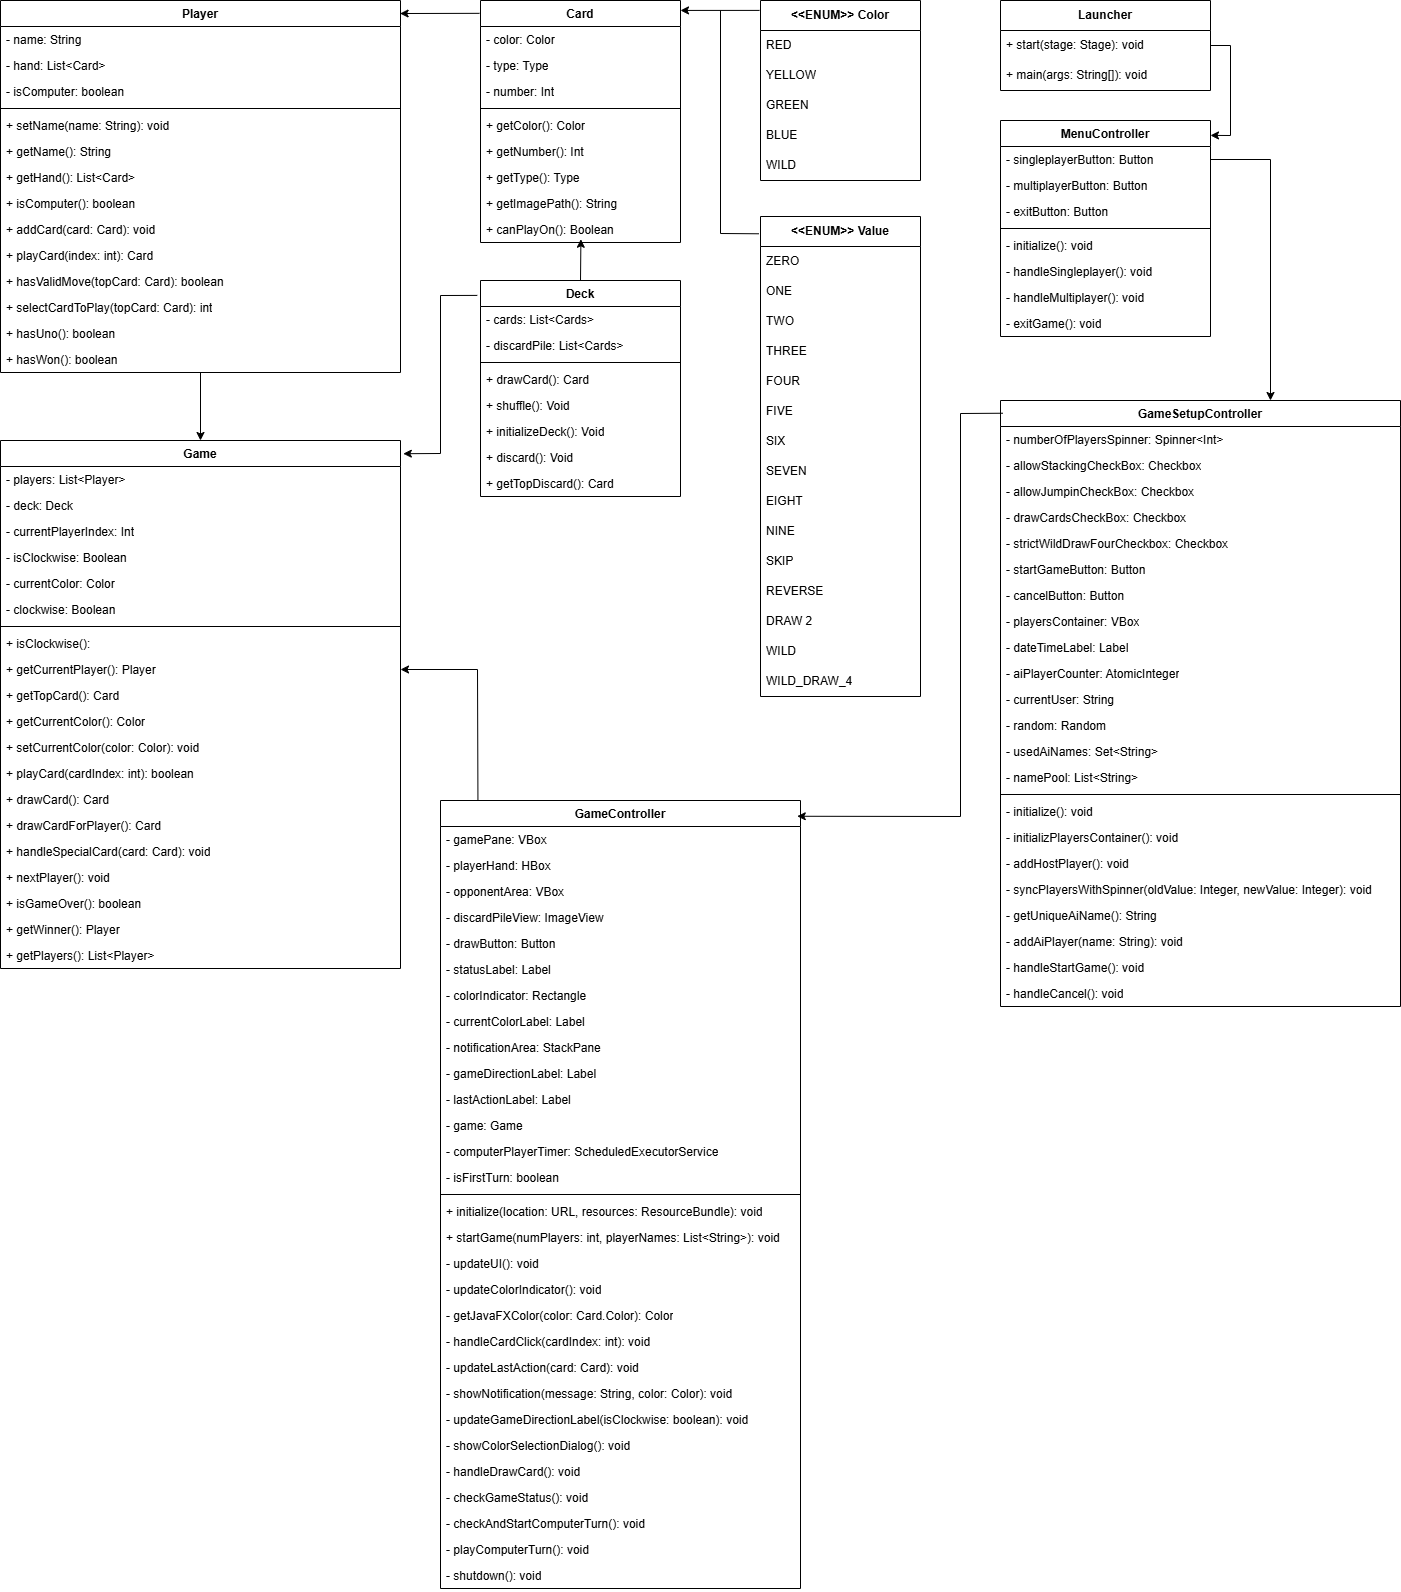 Player
- name: String
- hand: List<Card>
- isComputer: boolean
+ setName(name: String): void
+ getName(): String
+ getHand(): List<Card>
+ isComputer(): boolean
+ addCard(card: Card): void
+ playCard(index: int): Card
+ hasValidMove(topCard: Card): boolean
+ selectCardToPlay(topCard: Card): int
+ hasUno(): boolean
+ hasWon(): boolean
Card
- color: Color
- type: Type
- number: Int
+ getColor(): Color
+ getNumber(): Int
+ getType(): Type
+ getImagePath(): String
+ canPlayOn(): Boolean
<<ENUM>> Color
RED
YELLOW
GREEN
BLUE
WILD
Launcher
+ start(stage: Stage): void
+ main(args: String[]): void
MenuController
- singleplayerButton: Button
- multiplayerButton: Button
- exitButton: Button
- initialize(): void
- handleSingleplayer(): void
- handleMultiplayer(): void
- exitGame(): void
Deck
- cards: List<Cards>
- discardPile: List<Cards>
+ drawCard(): Card
+ shuffle(): Void
+ initializeDeck(): Void
+ discard(): Void
+ getTopDiscard(): Card
<<ENUM>> Value
ZERO
ONE
TWO
THREE
FOUR
FIVE
SIX
SEVEN
EIGHT
NINE
SKIP
REVERSE
DRAW 2
WILD
WILD_DRAW_4
Game
- players: List<Player>
- deck: Deck
- currentPlayerIndex: Int
- isClockwise: Boolean
- currentColor: Color
- clockwise: Boolean
+ isClockwise():
+ getCurrentPlayer(): Player
+ getTopCard(): Card
+ getCurrentColor(): Color
+ setCurrentColor(color: Color): void
+ playCard(cardIndex: int): boolean
+ drawCard(): Card
+ drawCardForPlayer(): Card
+ handleSpecialCard(card: Card): void
+ nextPlayer(): void
+ isGameOver(): boolean
+ getWinner(): Player
+ getPlayers(): List<Player>
GameSetupController
- numberOfPlayersSpinner: Spinner<Int>
- allowStackingCheckBox: Checkbox
- allowJumpinCheckBox: Checkbox
- drawCardsCheckBox: Checkbox
- strictWildDrawFourCheckbox: Checkbox
- startGameButton: Button
- cancelButton: Button
- playersContainer: VBox
- dateTimeLabel: Label
- aiPlayerCounter: AtomicInteger
- currentUser: String
- random: Random
- usedAiNames: Set<String>
- namePool: List<String>
- initialize(): void
- initializPlayersContainer(): void
- addHostPlayer(): void
- syncPlayersWithSpinner(oldValue: Integer, newValue: Integer): void
- getUniqueAiName(): String
- addAiPlayer(name: String): void
- handleStartGame(): void
- handleCancel(): void
GameController
- gamePane: VBox
- playerHand: HBox
- opponentArea: VBox
- discardPileView: ImageView
- drawButton: Button
- statusLabel: Label
- colorIndicator: Rectangle
- currentColorLabel: Label
- notificationArea: StackPane
- gameDirectionLabel: Label
- lastActionLabel: Label
- game: Game
- computerPlayerTimer: ScheduledExecutorService
- isFirstTurn: boolean
+ initialize(location: URL, resources: ResourceBundle): void
+ startGame(numPlayers: int, playerNames: List<String>): void
- updateUI(): void
- updateColorIndicator(): void
- getJavaFXColor(color: Card.Color): Color
- handleCardClick(cardIndex: int): void
- updateLastAction(card: Card): void
- showNotification(message: String, color: Color): void
- updateGameDirectionLabel(isClockwise: boolean): void
- showColorSelectionDialog(): void
- handleDrawCard(): void
- checkGameStatus(): void
- checkAndStartComputerTurn(): void
- playComputerTurn(): void
- shutdown(): void